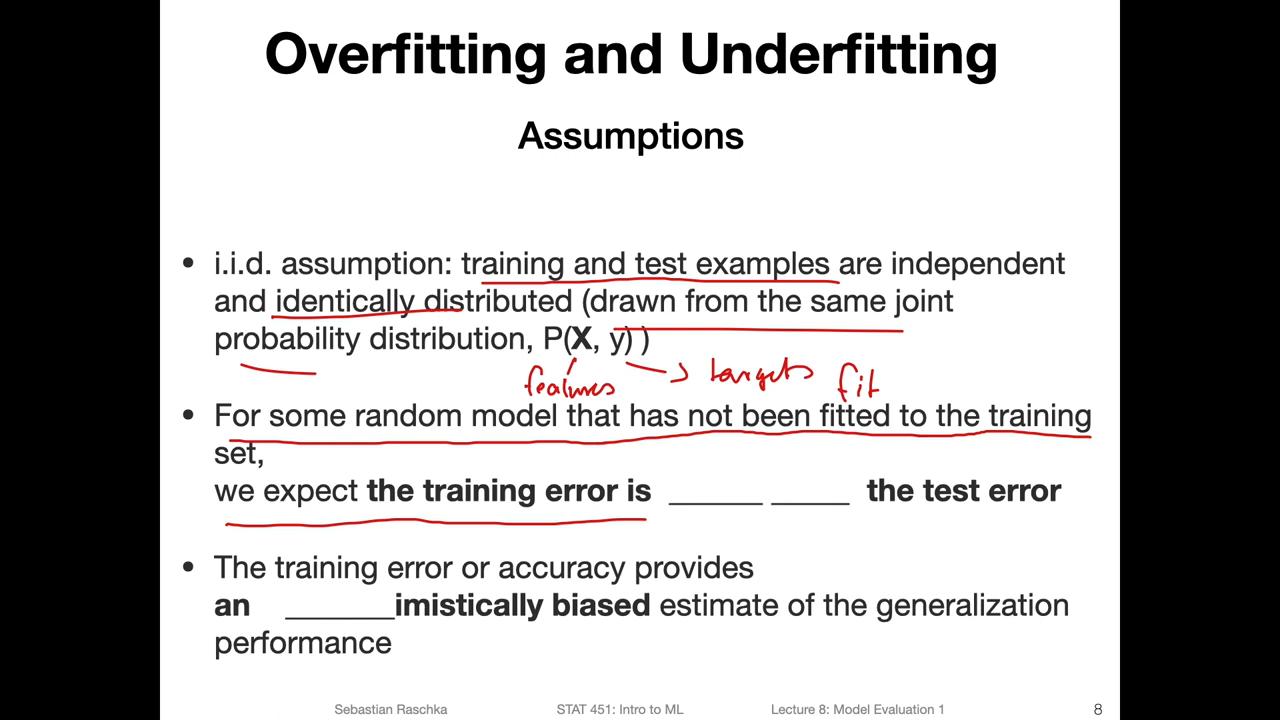 Overfitting and Underfitting
Assumptions
• i.i.d. assumption: training and test examples are independent
and identically distributed (drawn from the same joint
probability distribution, P(X, y) )
features → targets fit
• For some random model that has not been fitted to the training
set,
we expect the training error is ______ _____ the test error
• The training error or accuracy provides
an _______imistically biased estimate of the generalization
performance
Sebastian Raschka STAT 451: Intro to ML Lecture 8: Model Evaluation 1 8